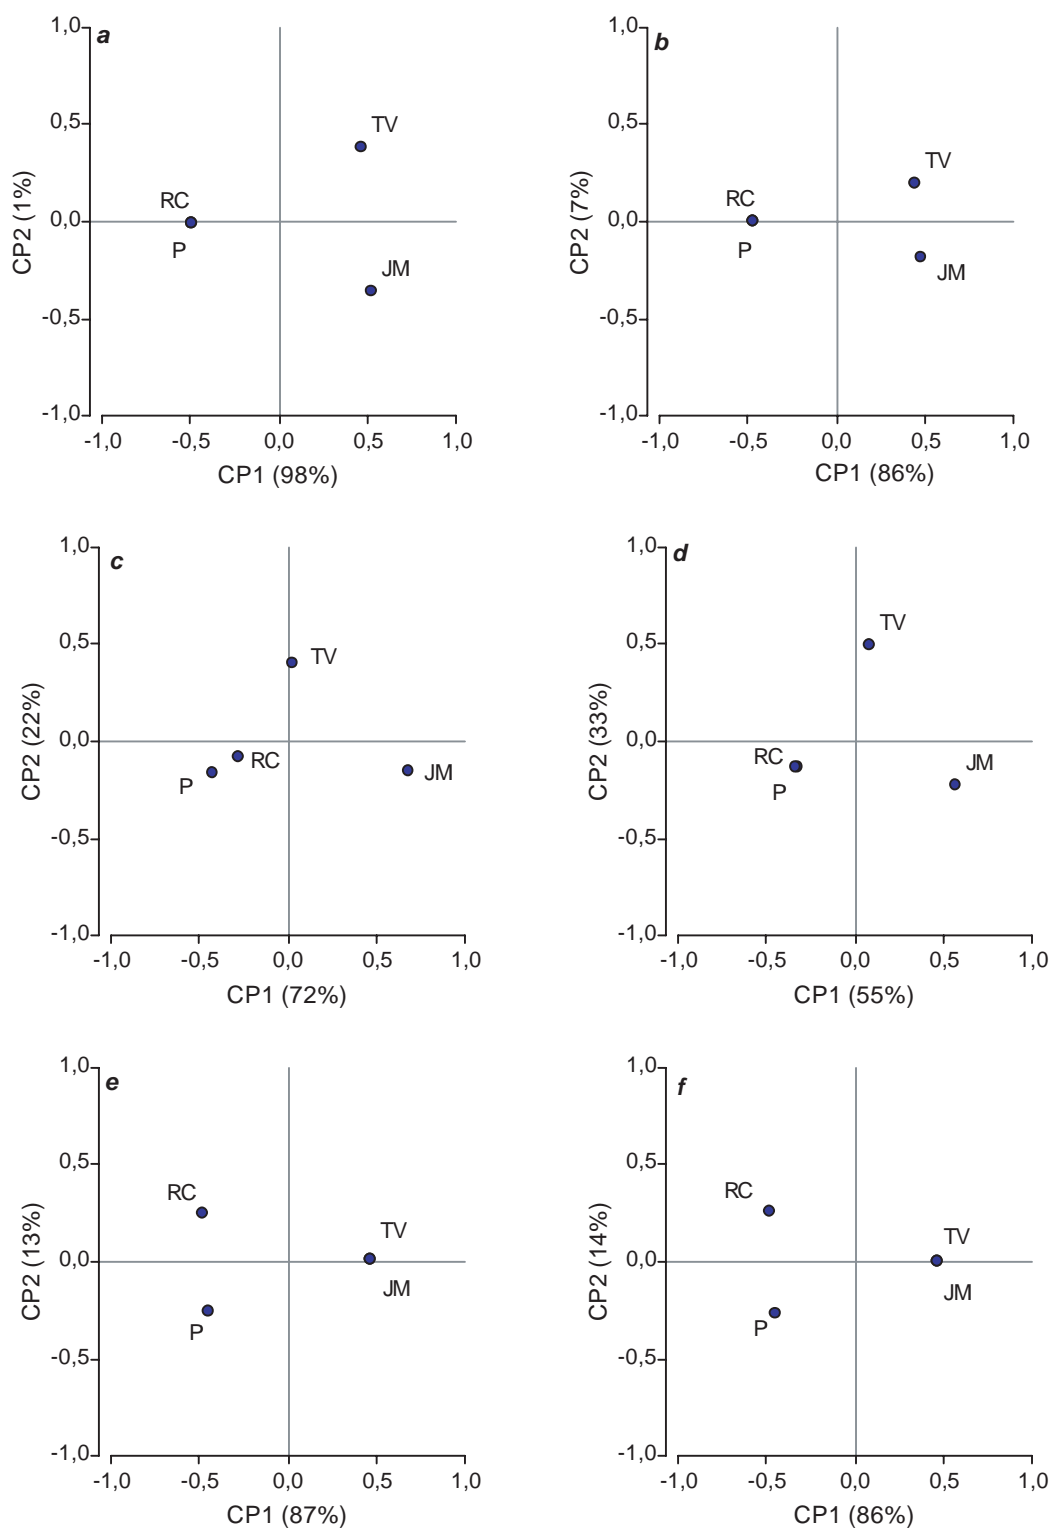 1,0
a
0,5
TV
CP2 (1%)
RC
0,0
P
JM
-0,5
-1,0
-1,0 -0,5 0,0 0,5 1,0
CP1 (98%)
1,0
b
0,5
TV
CP2 (7%)
RC
0,0
P
JM
-0,5
-1,0
-1,0 -0,5 0,0 0,5 1,0
CP1 (86%)
1,0
c
0,5
TV
CP2 (22%)
0,0
RC
P
JM
-0,5
-1,0
-1,0 -0,5 0,0 0,5 1,0
CP1 (72%)
1,0
d
TV
0,5
CP2 (33%)
0,0
RC
JM
P
-0,5
-1,0
-1,0 -0,5 0,0 0,5 1,0
CP1 (55%)
1,0
e
0,5
RC
TV
CP2 (13%)
0,0
JM
P
-0,5
-1,0
-1,0 -0,5 0,0 0,5 1,0
CP1 (87%)
1,0
f
0,5
RC
TV
CP2 (14%)
0,0
JM
P
-0,5
-1,0
-1,0 -0,5 0,0 0,5 1,0
CP1 (86%)